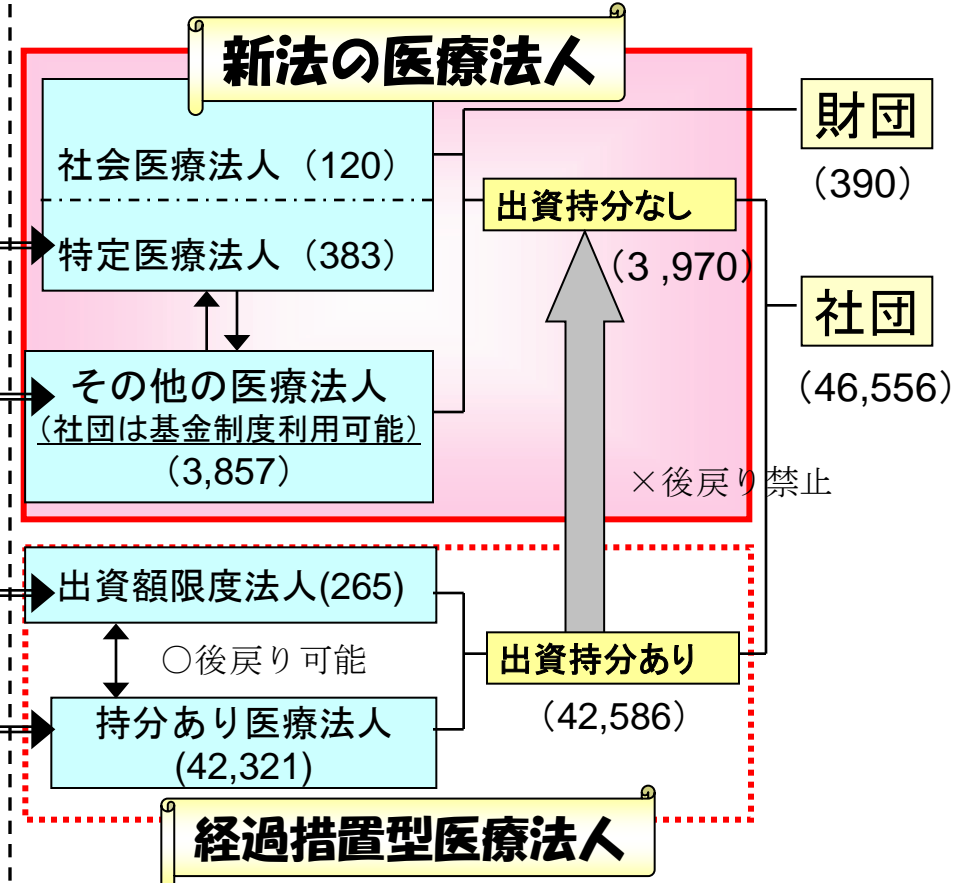 新法の医療法人
社会医療法人（120）
特定医療法人（383）
その他の医療法人
（社団は基金制度利用可能）
（3,857）
出資持分なし
（3 ,970）
財団
（390）
社団
（46,556）
×後戻り禁止
出資額限度法人(265)
○後戻り可能
持分あり医療法人
(42,321)
出資持分あり
（42,586）
経過措置型医療法人